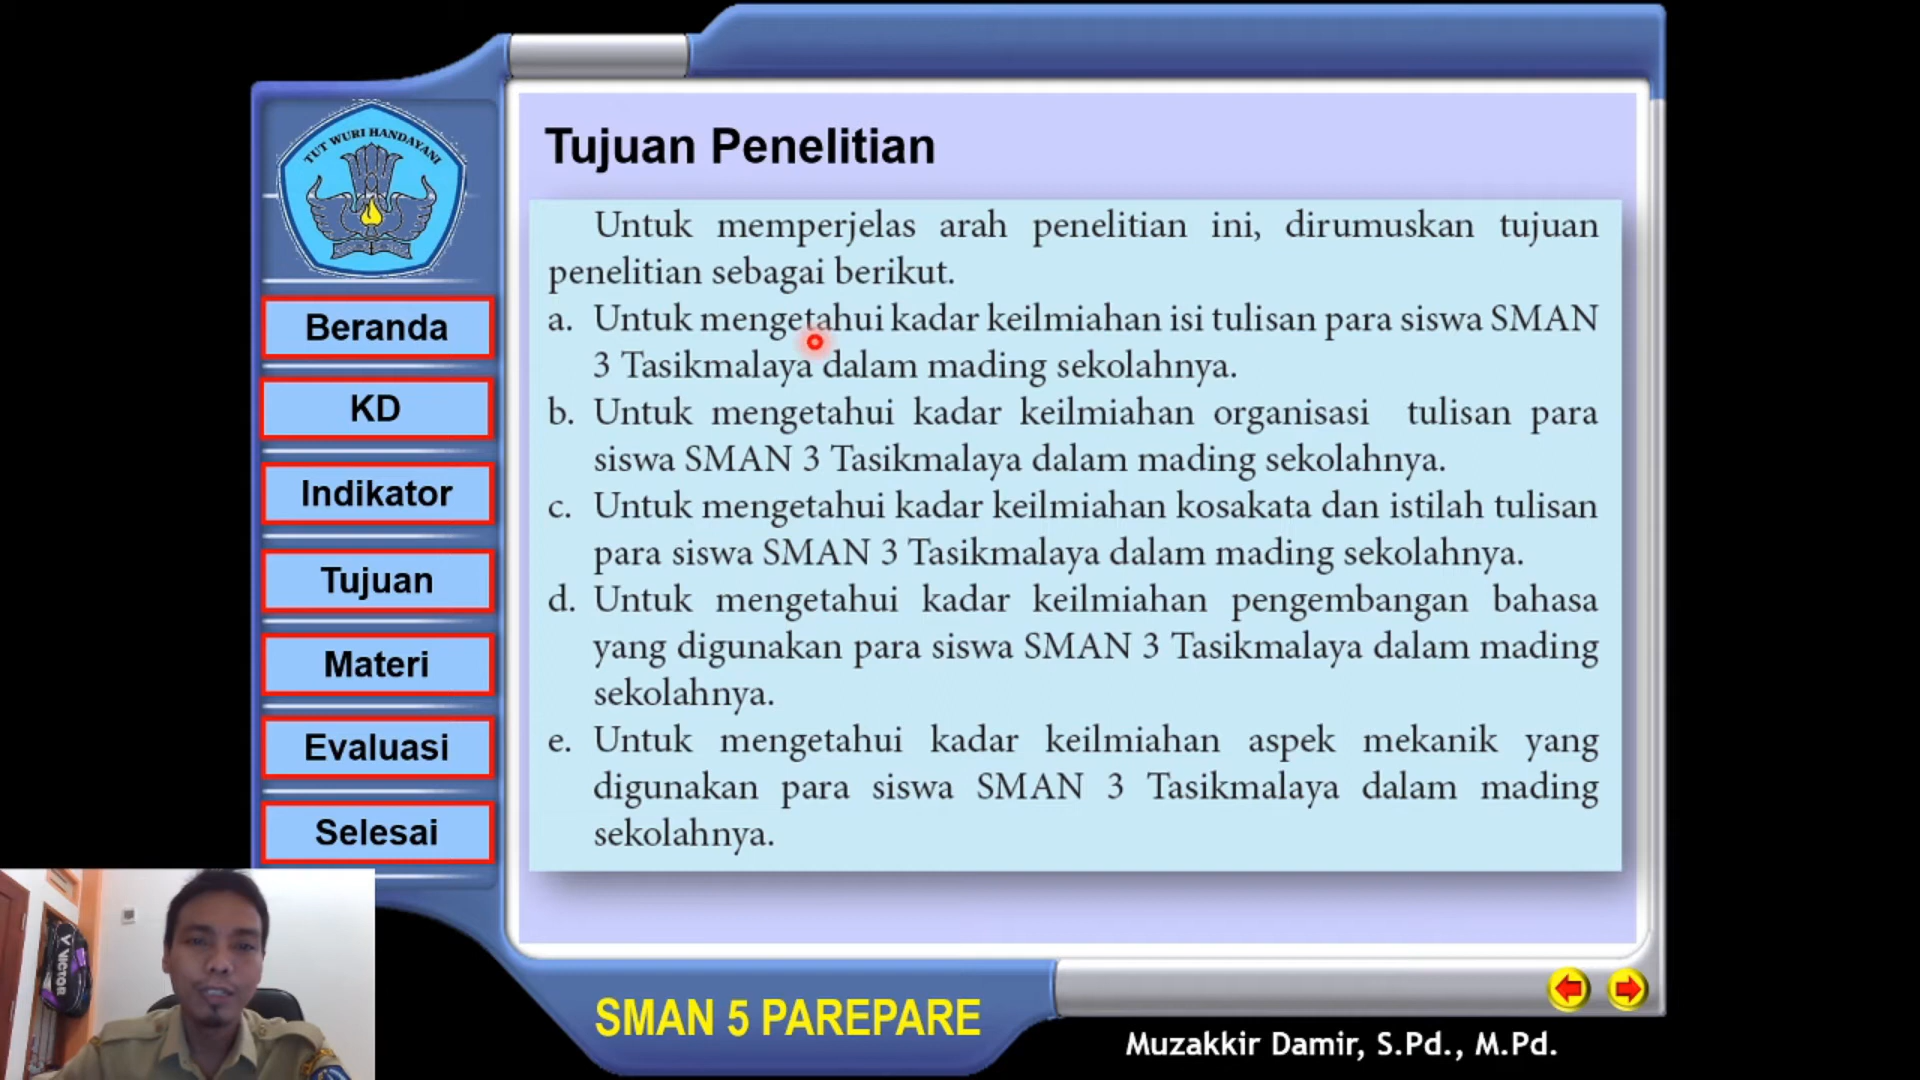 TUT WURI HANDAYANI
Beranda
KD
Indikator
Tujuan
Materi
Evaluasi
Selesai
Tujuan Penelitian
Untuk memperjelas arah penelitian ini, dirumuskan tujuan
penelitian sebagai berikut.
a. Untuk mengetahui kadar keilmiahan isi tulisan para siswa SMAN
3 Tasikmalaya dalam mading sekolahnya.
b. Untuk mengetahui kadar keilmiahan organisasi tulisan para
siswa SMAN 3 Tasikmalaya dalam mading sekolahnya.
c. Untuk mengetahui kadar keilmiahan kosakata dan istilah tulisan
para siswa SMAN 3 Tasikmalaya dalam mading sekolahnya.
d. Untuk mengetahui kadar keilmiahan pengembangan bahasa
yang digunakan para siswa SMAN 3 Tasikmalaya dalam mading
sekolahnya.
e. Untuk mengetahui kadar keilmiahan aspek mekanik yang
digunakan para siswa SMAN 3 Tasikmalaya dalam mading
sekolahnya.
VICTOR
SMAN 5 PAREPARE
Muzakkir Damir, S.Pd., M.Pd.